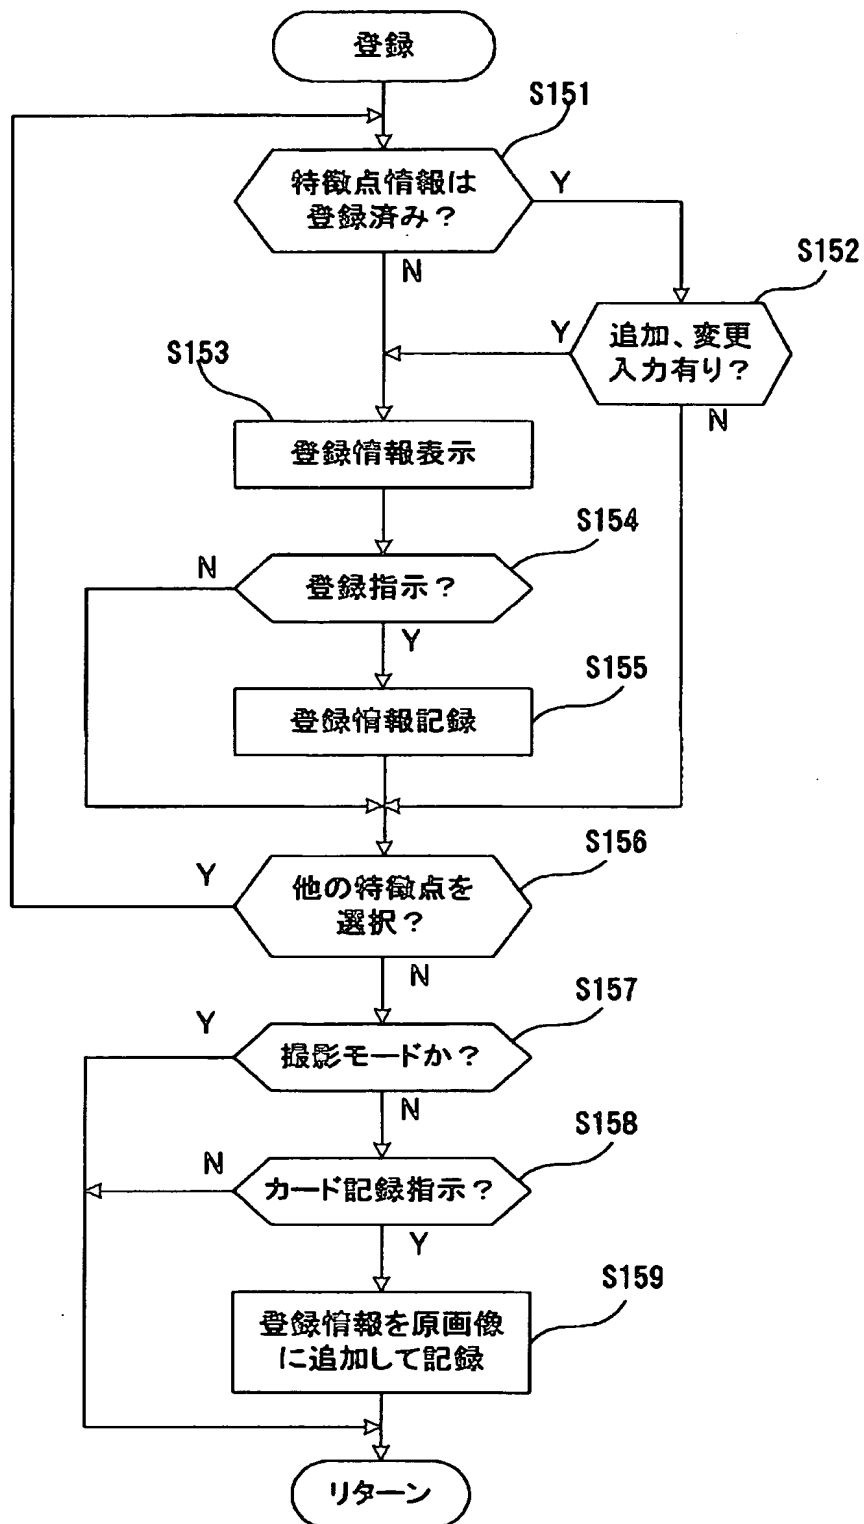 登録
S151
特徴点情報は
登録済み？
Y
N
S152
追加、変更
入力有り？
Y
N
S153
登録情報表示
S154
登録指示？
N
Y
S155
登録情報記録
S156
他の特徴点を
選択？
Y
N
S157
撮影モードか？
Y
N
S158
カード記録指示？
N
Y
S159
登録情報を原画像
に追加して記録
リターン